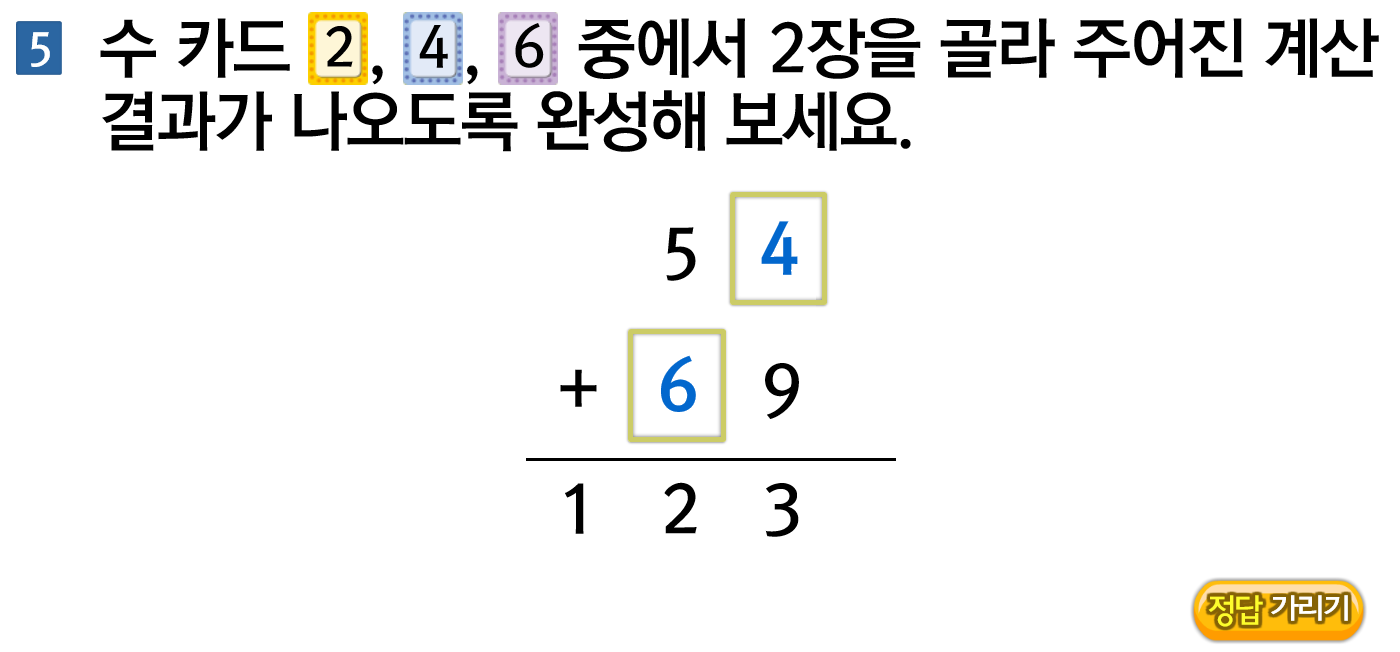 5 수 카드 2, 4, 6 중에서 2장을 골라 주어진 계산
결과가 나오도록 완성해 보세요.
5 4
+ 6 9
1 2 3
정답 가리기